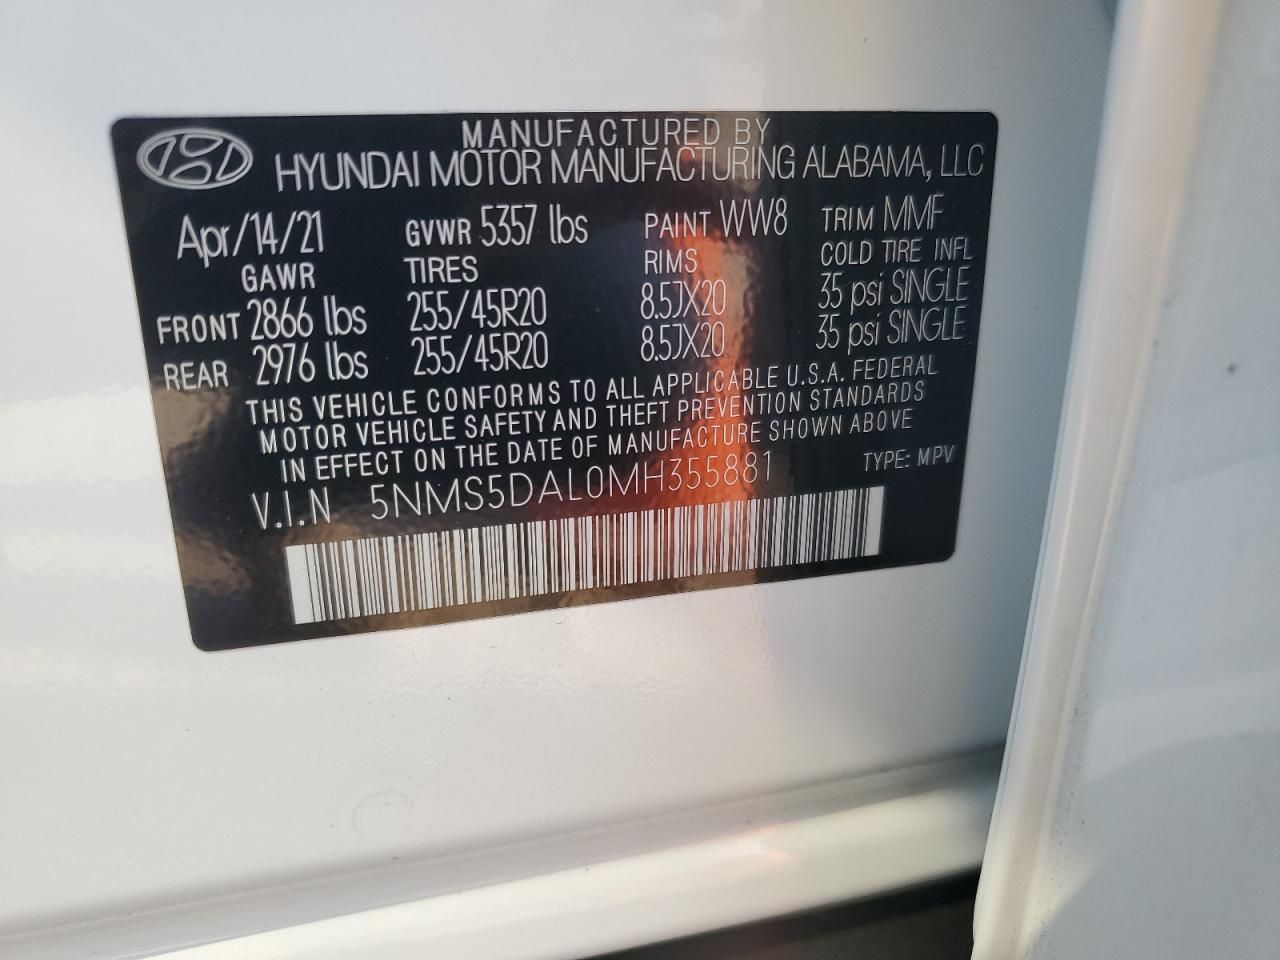 MANUFACTURED BY
HYUNDAI MOTOR MANUFACTURING ALABAMA, LLC
Apr/14/21 GVWR 5357 lbs PAINT WW8 TRIM MMF
GAWR TIRES RIMS COLD TIRE INFL
FRONT 2866 lbs 255/45R20 8.5JX20 35 psi SINGLE
REAR 2976 lbs 255/45R20 8.5JX20 35 psi SINGLE
THIS VEHICLE CONFORMS TO ALL APPLICABLE U.S.A. FEDERAL
MOTOR VEHICLE SAFETY AND THEFT PREVENTION STANDARDS
IN EFFECT ON THE DATE OF MANUFACTURE SHOWN ABOVE
V.I.N 5NMS5DAL0MH355881 TYPE: MPV